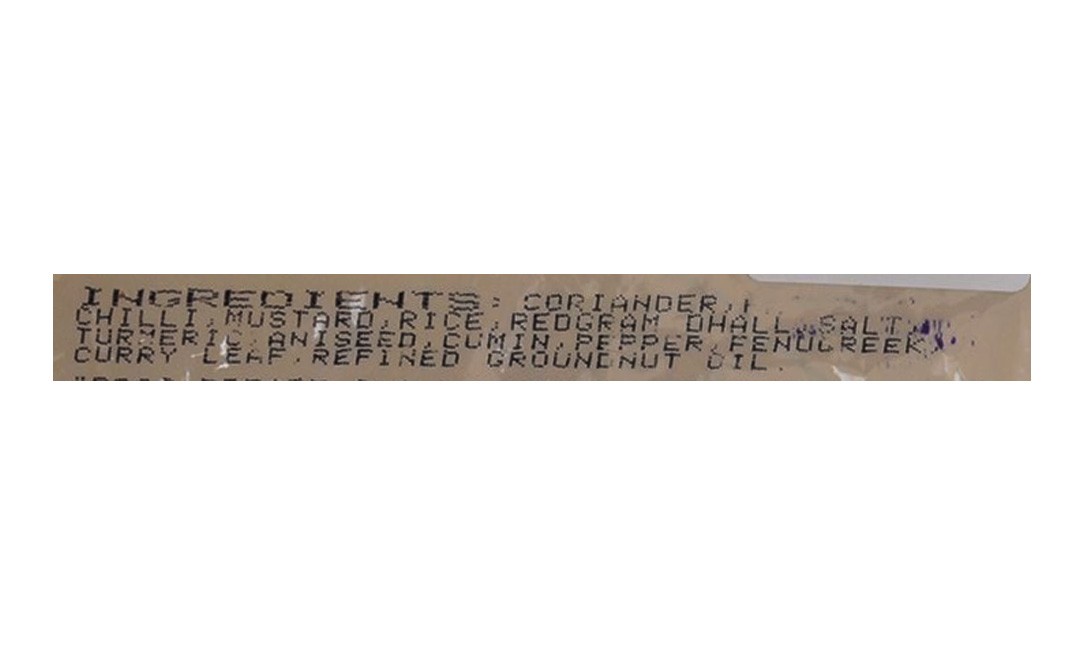 INGREDIENTS: CORIANDER,
CHILLI,MUSTARD,RICE,REDGRAM DHALL, SALT,
TURMERIC,ANISEED,CUMIN,PEPPER,FENUGREEK,
CURRY LEAF,REFINED GROUNDNUT OIL.